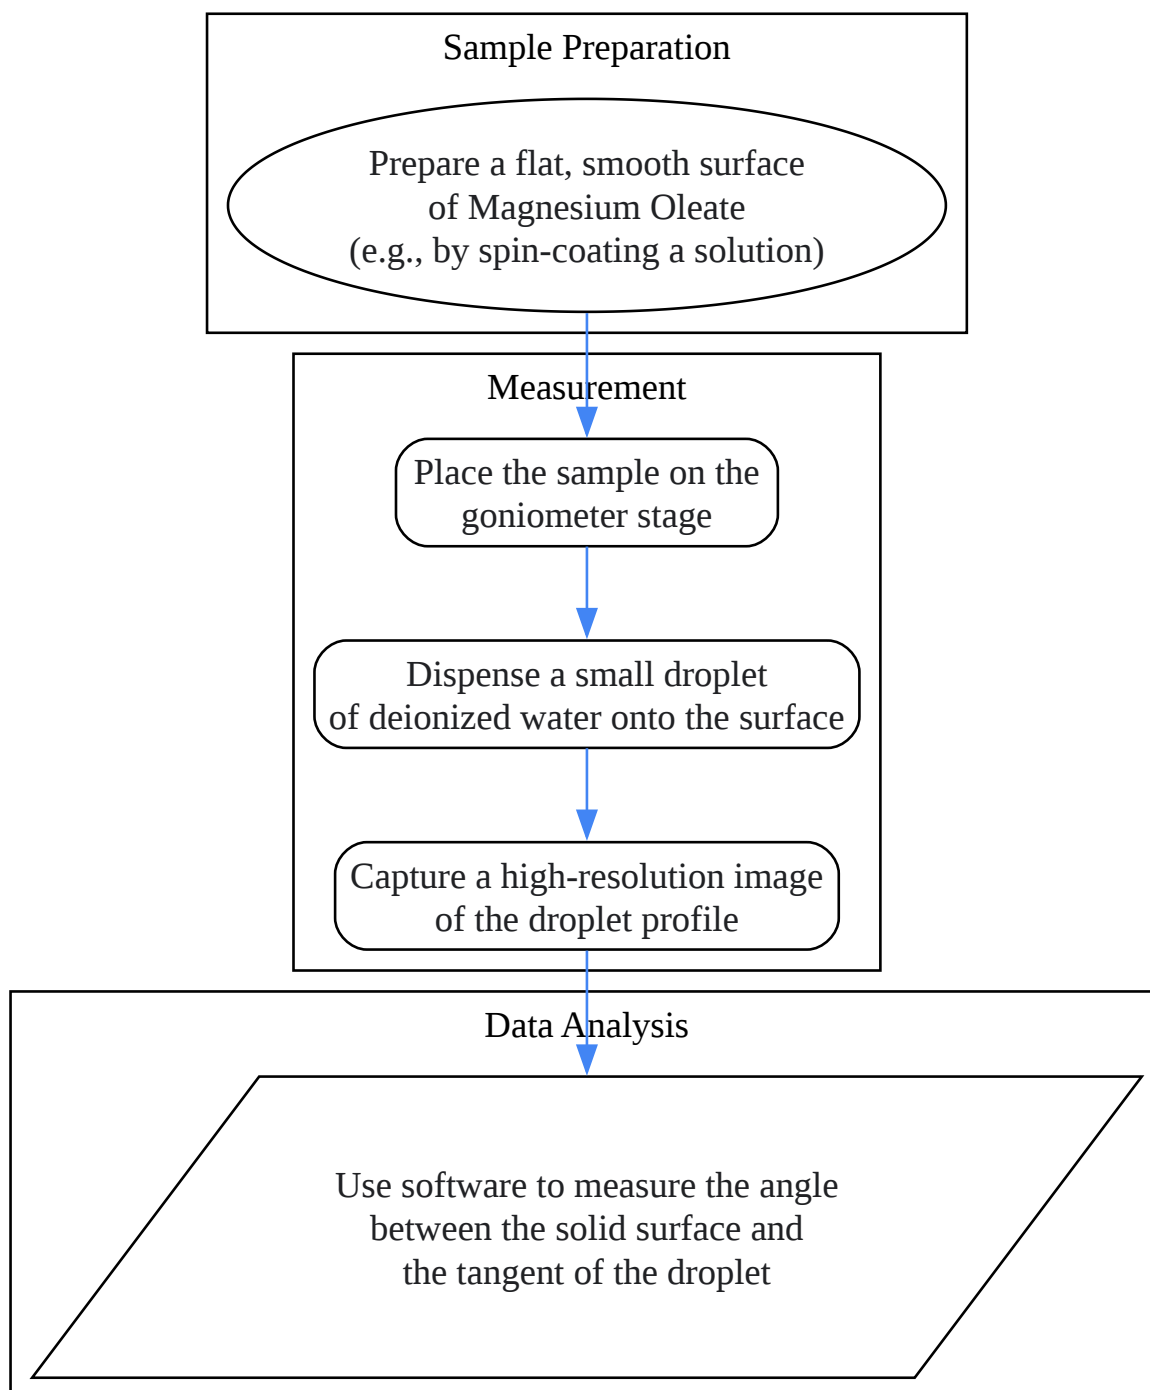 Sample Preparation
Prepare a flat, smooth surface
of Magnesium Oleate
(e.g., by spin-coating a solution)
Measurement
Place the sample on the
goniometer stage
Dispense a small droplet
of deionized water onto the surface
Capture a high-resolution image
of the droplet profile
Data Analysis
Use software to measure the angle
between the solid surface and
the tangent of the droplet